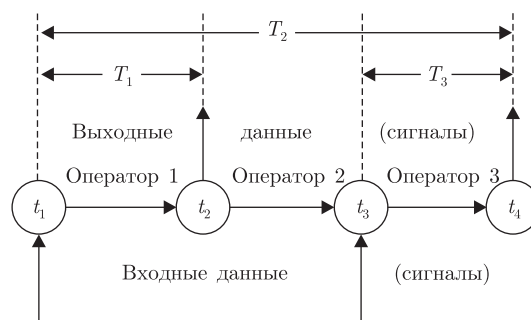 T₂
T₁ T₃
Выходные данные (сигналы)
Оператор 1 Оператор 2 Оператор 3
t₁ t₂ t₃ t₄
Входные данные (сигналы)